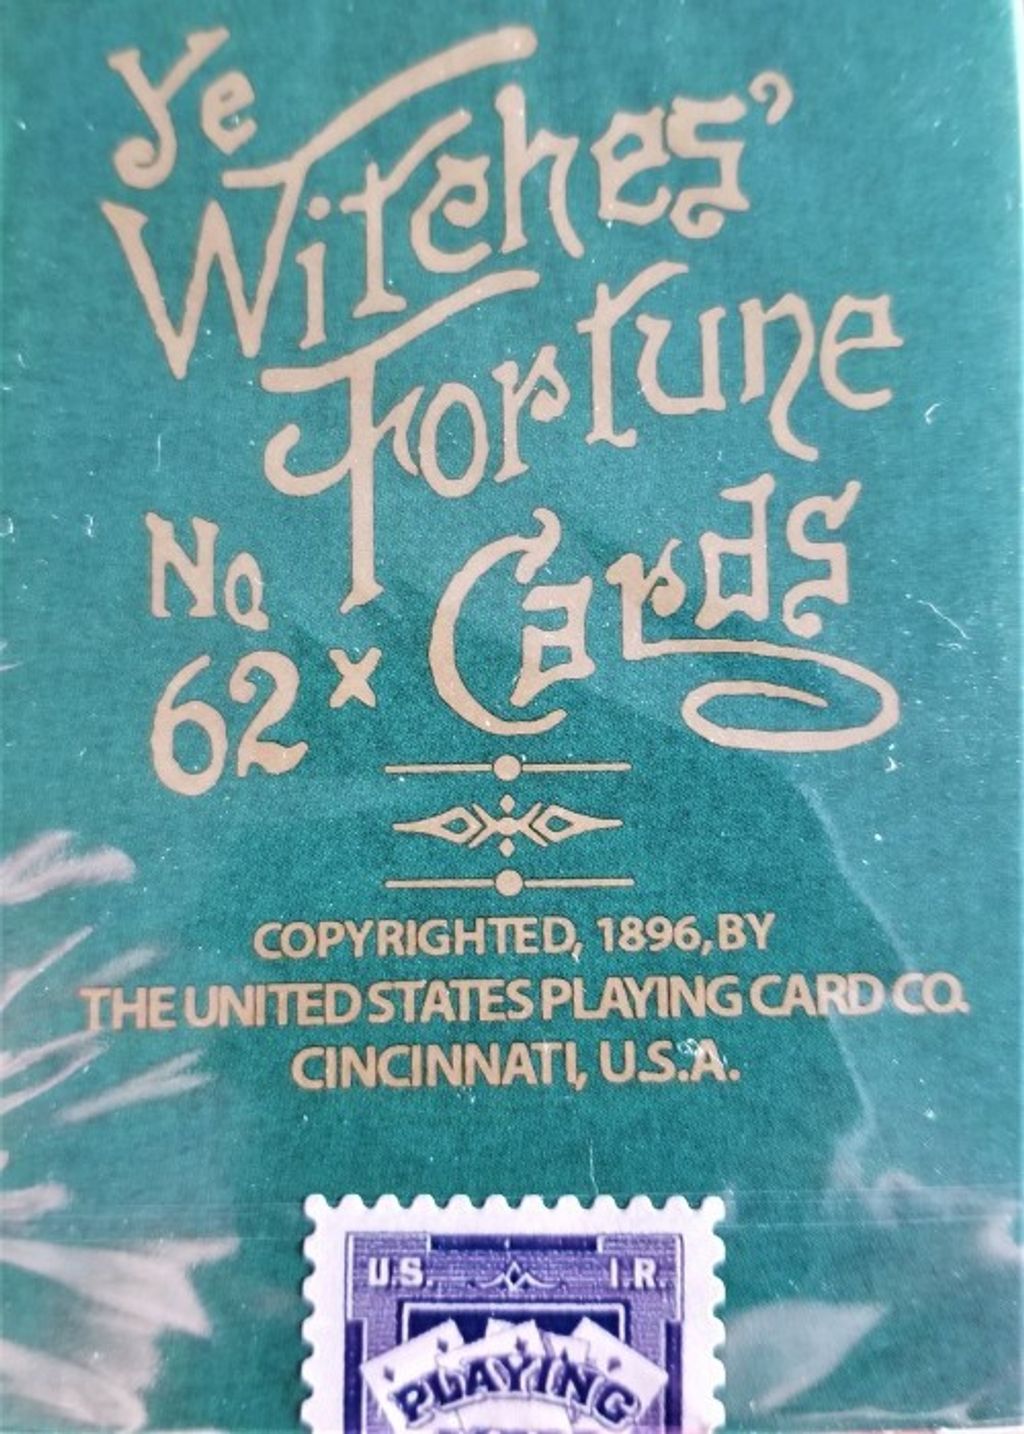 Ye
Witches'
Fortune
Cards
No
62x
COPYRIGHTED, 1896, BY
THE UNITED STATES PLAYING CARD CO.
CINCINNATI, U.S.A.
U.S. I.R.
PLAYING